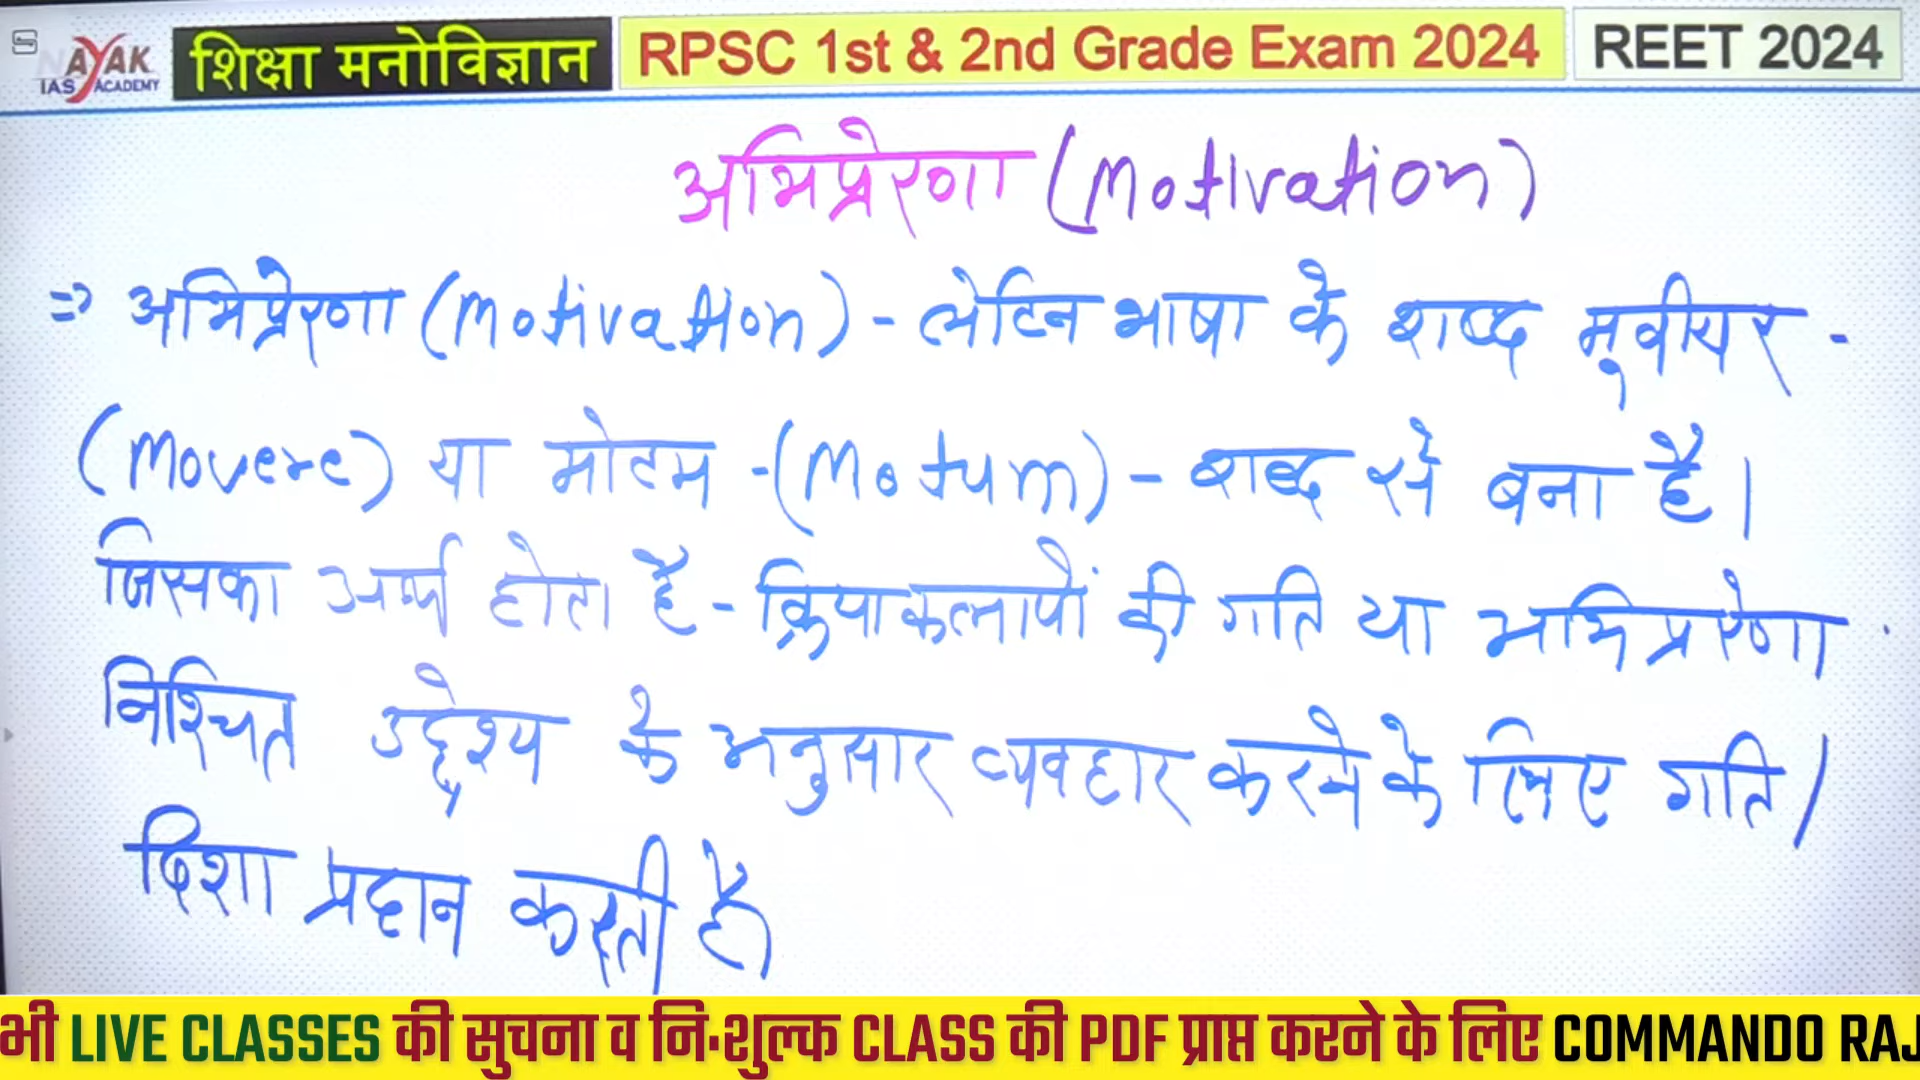 NAYAK
IAS ACADEMY
शिक्षा मनोविज्ञान
RPSC 1st & 2nd Grade Exam 2024
REET 2024
अभिप्रेरणा (Motivation)
=> अभिप्रेरणा (Motivation) - लेटिन भाषा के शब्द मूवीयर -
(Movere) या मोटम -(Motum) - शब्द से बना है।
जिसका अर्थ होता है - क्रियाकलापों की गति या अभिप्ररेणा
निश्चित उद्देश्य के अनुसार व्यवहार करने के लिए गति/
दिशा प्रदान करती है।
भी LIVE CLASSES की सुचना व नि:शुल्क CLASS की PDF प्राप्त करने के लिए COMMANDO RAJ